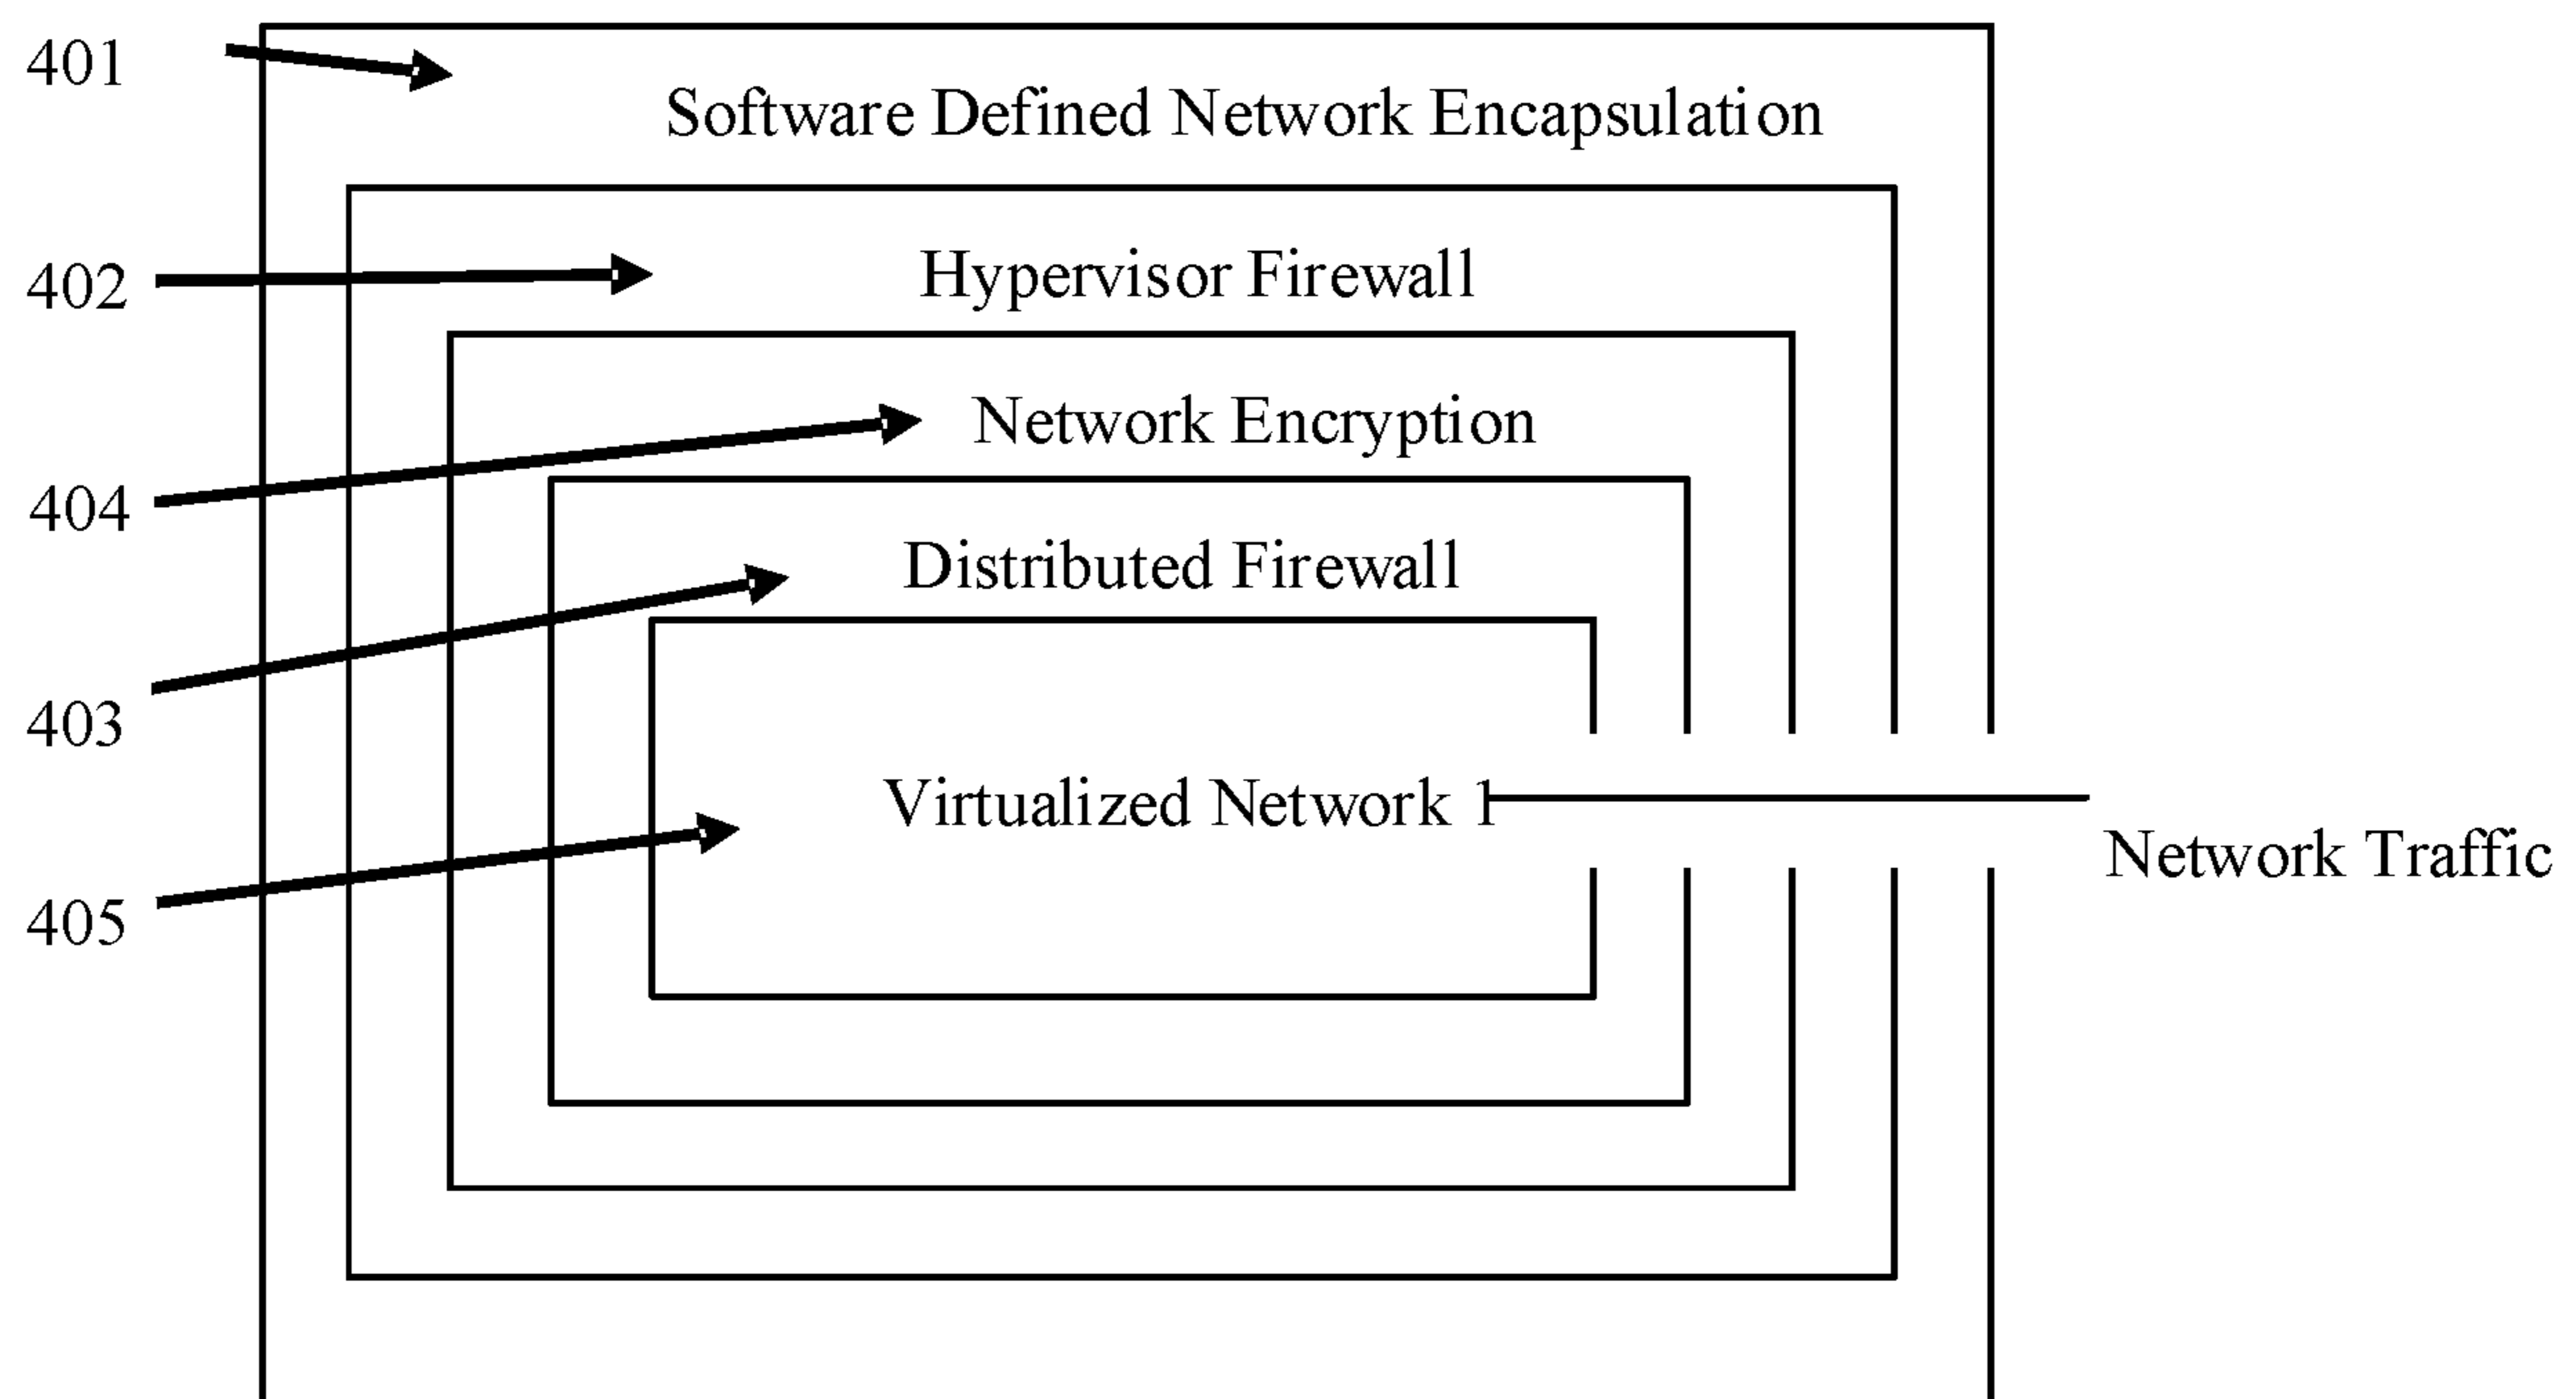 401
Software Defined Network Encapsulation
402
Hypervisor Firewall
Network Encryption
404
Distributed Firewall
403
Virtualized Network 1
Network Traffic
405